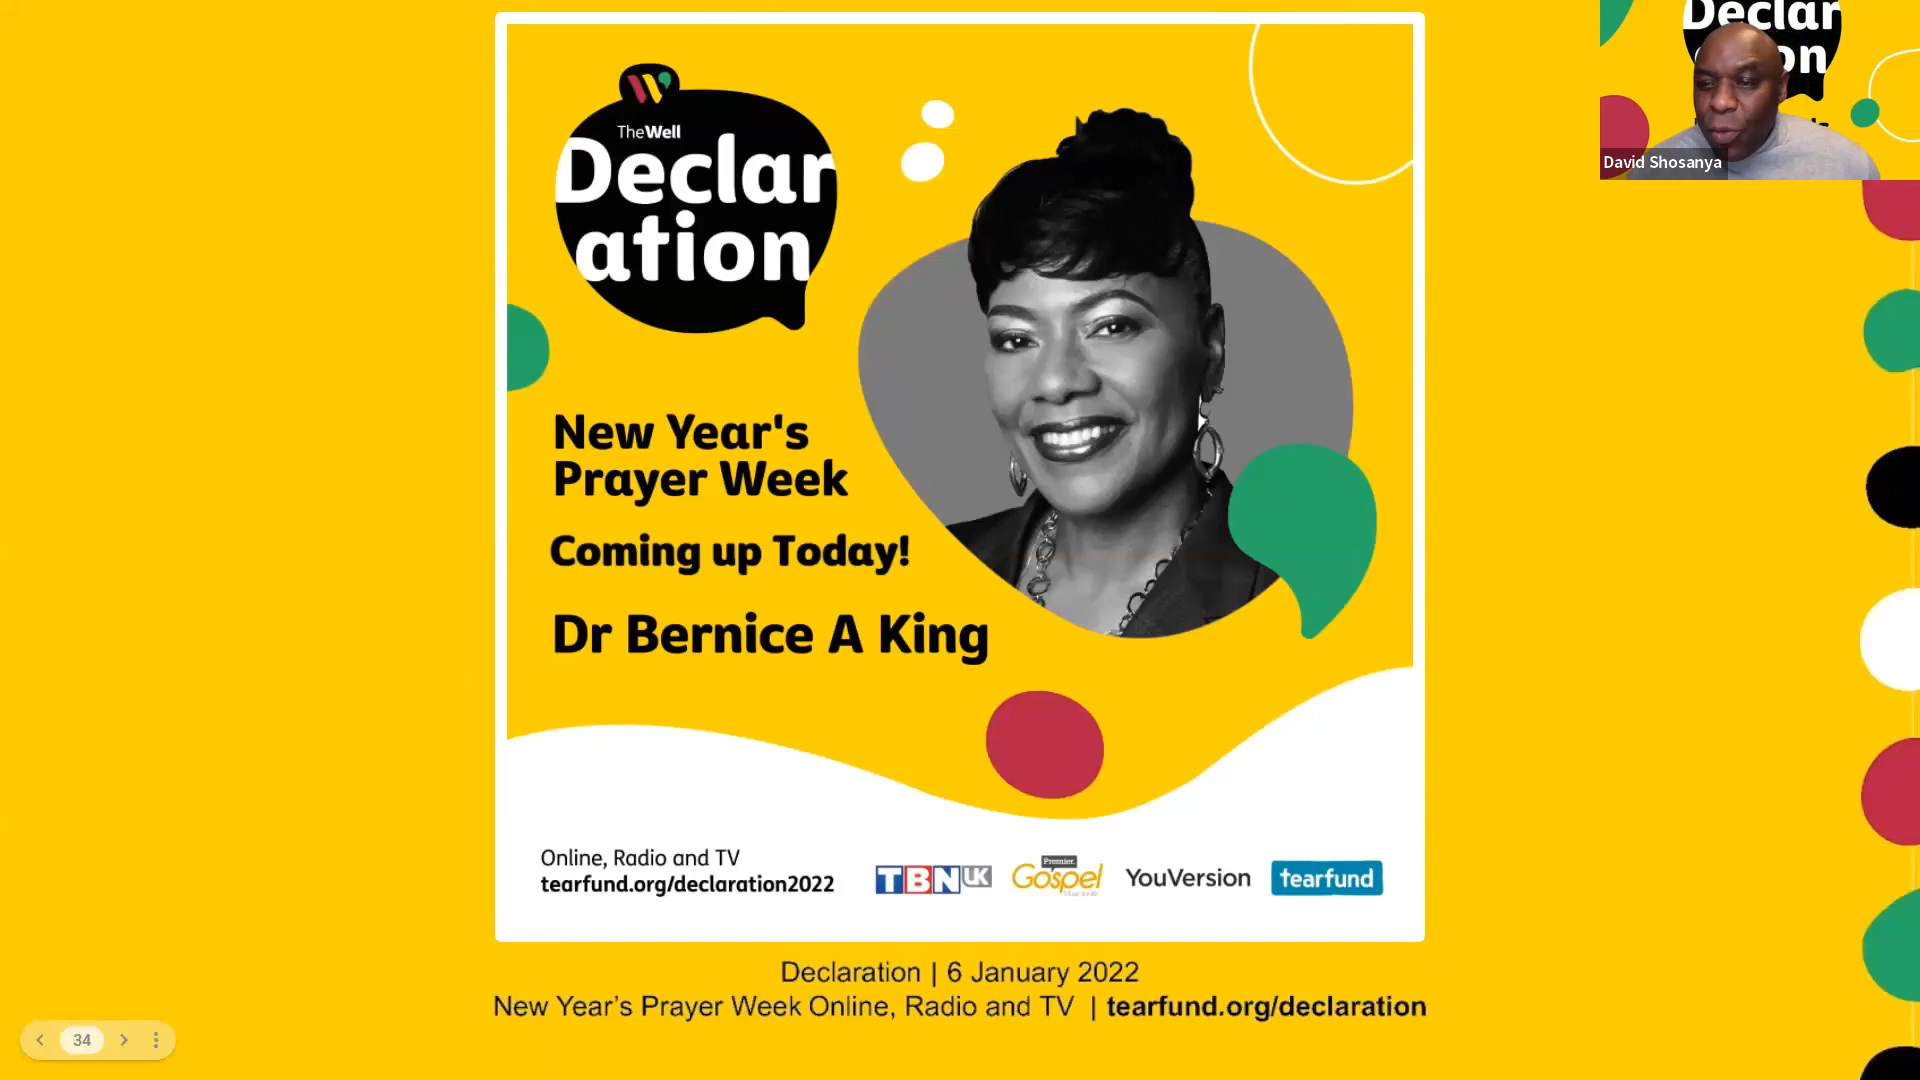 TheWell
Declar
ation
New Year's
Prayer Week
Coming up Today!
Dr Bernice A King
Online, Radio and TV
tearfund.org/declaration2022
TBN UK
Premier
Gospel
YouVersion
tearfund
Declaration | 6 January 2022
New Year’s Prayer Week Online, Radio and TV | tearfund.org/declaration
34
Declar
on
David Shosanya